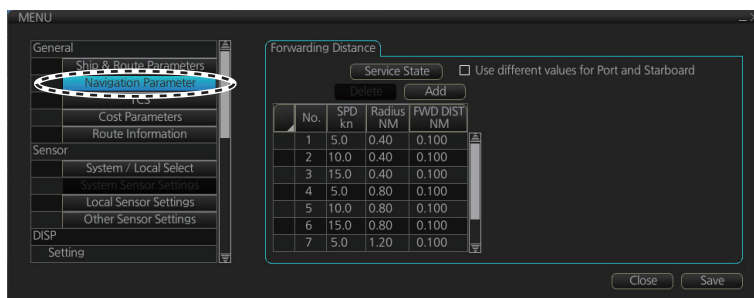 MENU
General
Ship & Route Parameters
Navigation Parameter
TCS
Cost Parameters
Route Information
Sensor
System / Local Select
System Sensor Settings
Local Sensor Settings
Other Sensor Settings
DISP
Setting
Forwarding Distance
Service State Use different values for Port and Starboard
Delete Add
No. SPD kn Radius NM FWD DIST NM
1 5.0 0.40 0.100
2 10.0 0.40 0.100
3 15.0 0.40 0.100
4 5.0 0.80 0.100
5 10.0 0.80 0.100
6 15.0 0.80 0.100
7 5.0 1.20 0.100
Close Save